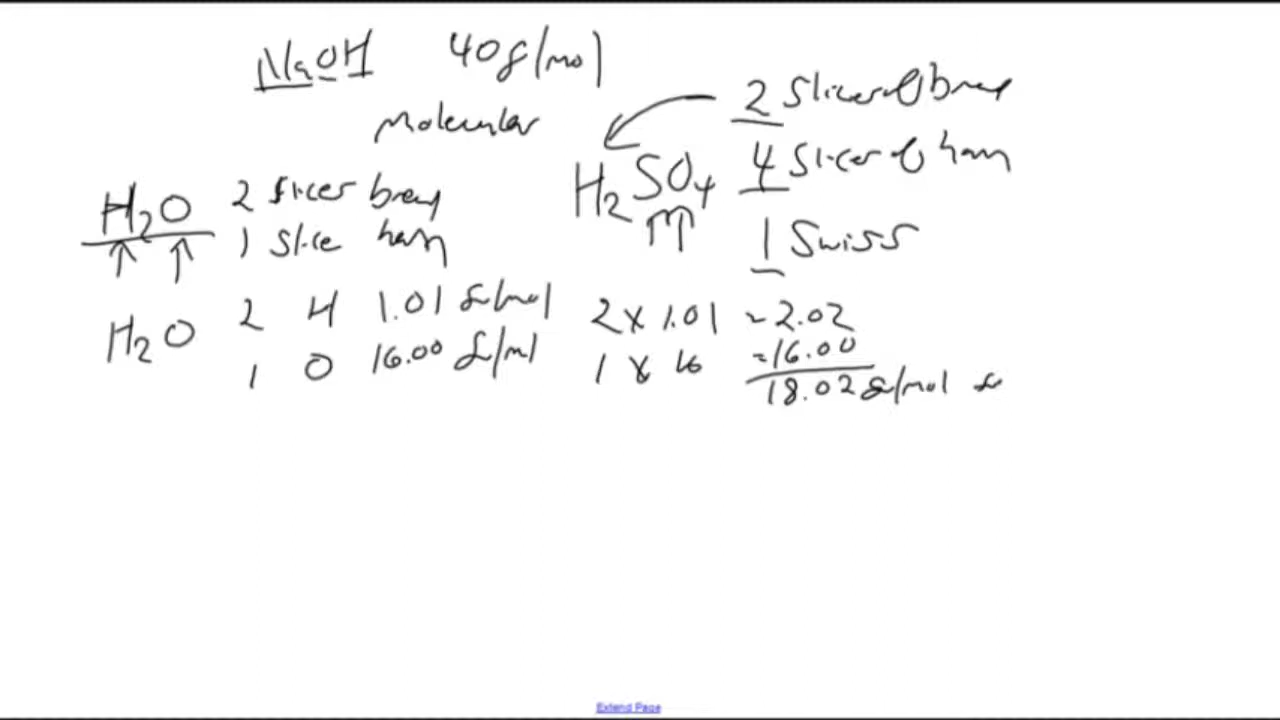 NaOH 40g/mol
molecular
2 slices of bread
H2SO4 4 slices of ham
1 Swiss
H2O 2 slices bread
1 slice ham
H2O 2 H 1.01 g/mol 2 x 1.01 = 2.02
1 O 16.00 g/mol 1 x 16 = 16.00
18.02 g/mol
Extend Page